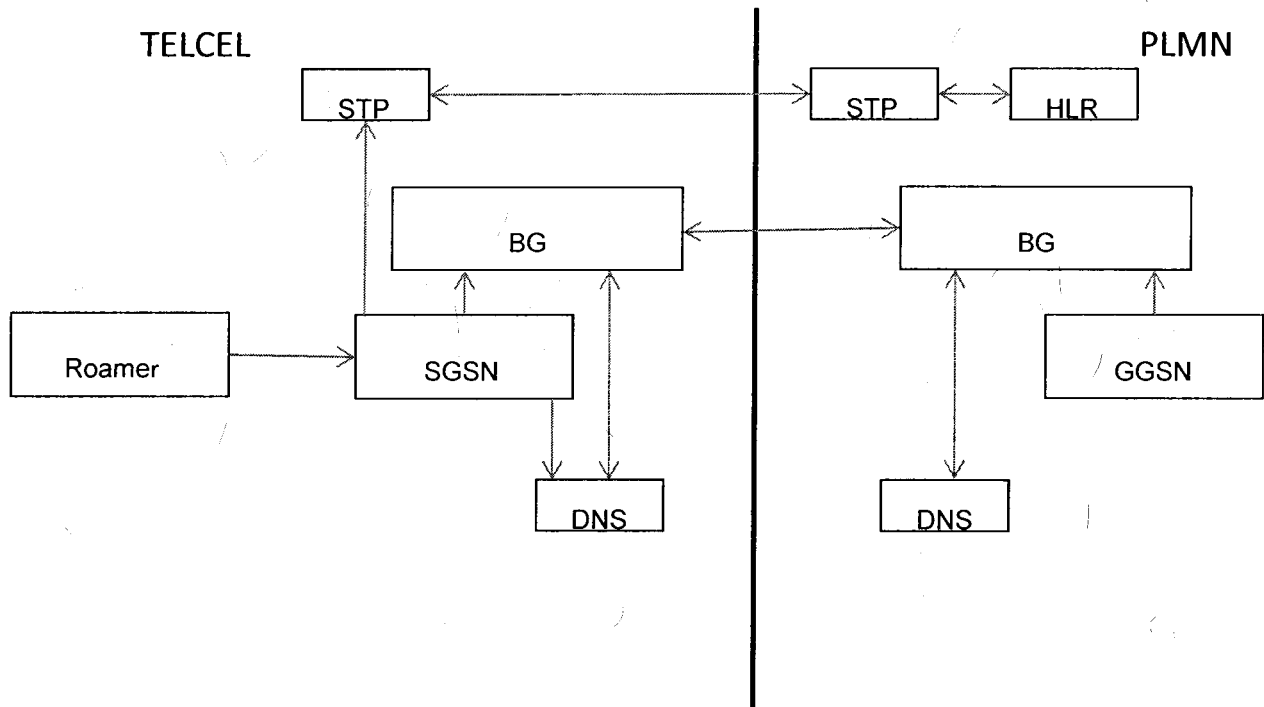 TELCEL
PLMN
STP
STP
HLR
BG
BG
Roamer
SGSN
GGSN
DNS
DNS